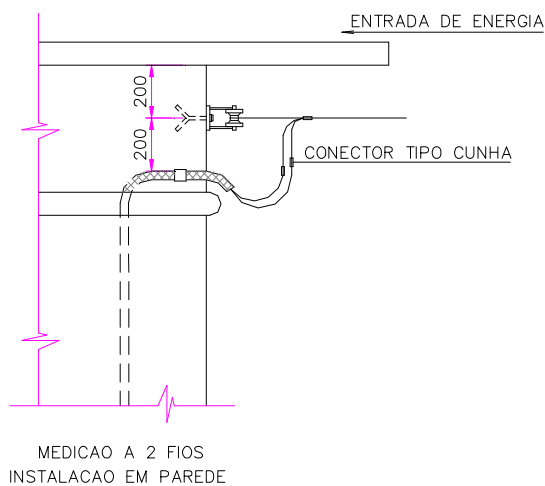 ENTRADA DE ENERGIA
200
200
CONECTOR TIPO CUNHA
MEDICAO A 2 FIOS
INSTALACAO EM PAREDE